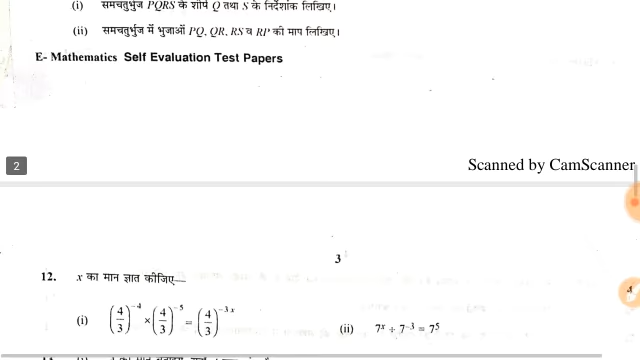 (i) समचतुर्भुज PQRS के शीर्ष Q तथा S के निर्देशांक लिखिए।
(ii) समचतुर्भुज में भुजाओं PQ, QR, RS व RP की माप लिखिए।
E- Mathematics Self Evaluation Test Papers
2
Scanned by CamScanner
3
12. x का मान ज्ञात कीजिए—
(i) (4/3)^-4 × (4/3)^-5 = (4/3)^-3x
(ii) 7^x ÷ 7^-3 = 7^5